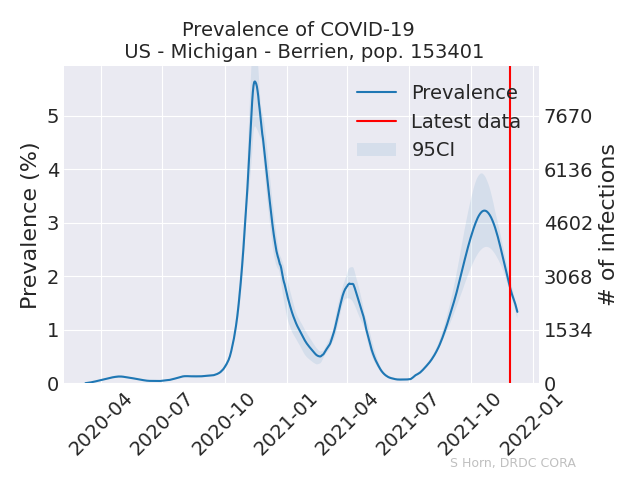 Prevalence of COVID-19
US - Michigan - Berrien, pop. 153401
Prevalence
Latest data
95CI
Prevalence (%)
5
4
3
2
1
0
7670
6136
4602
3068
1534
0
# of infections
2020-04
2020-07
2020-10
2021-01
2021-04
2021-07
2021-10
2022-01
S Horn, DRDC CORA